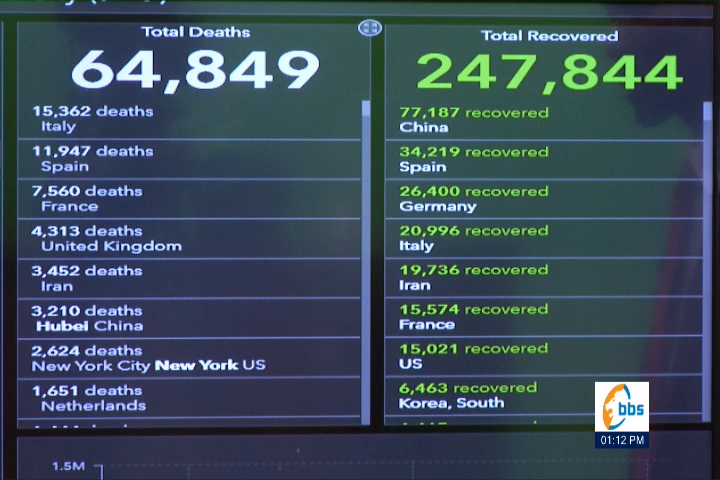 Total Deaths
64,849
15,362 deaths
Italy
11,947 deaths
Spain
7,560 deaths
France
4,313 deaths
United Kingdom
3,452 deaths
Iran
3,210 deaths
Hubei China
2,624 deaths
New York City New York US
1,651 deaths
Netherlands
Total Recovered
247,844
77,187 recovered
China
34,219 recovered
Spain
26,400 recovered
Germany
20,996 recovered
Italy
19,736 recovered
Iran
15,574 recovered
France
15,021 recovered
US
6,463 recovered
Korea, South
1.5M
bbs
01:12 PM